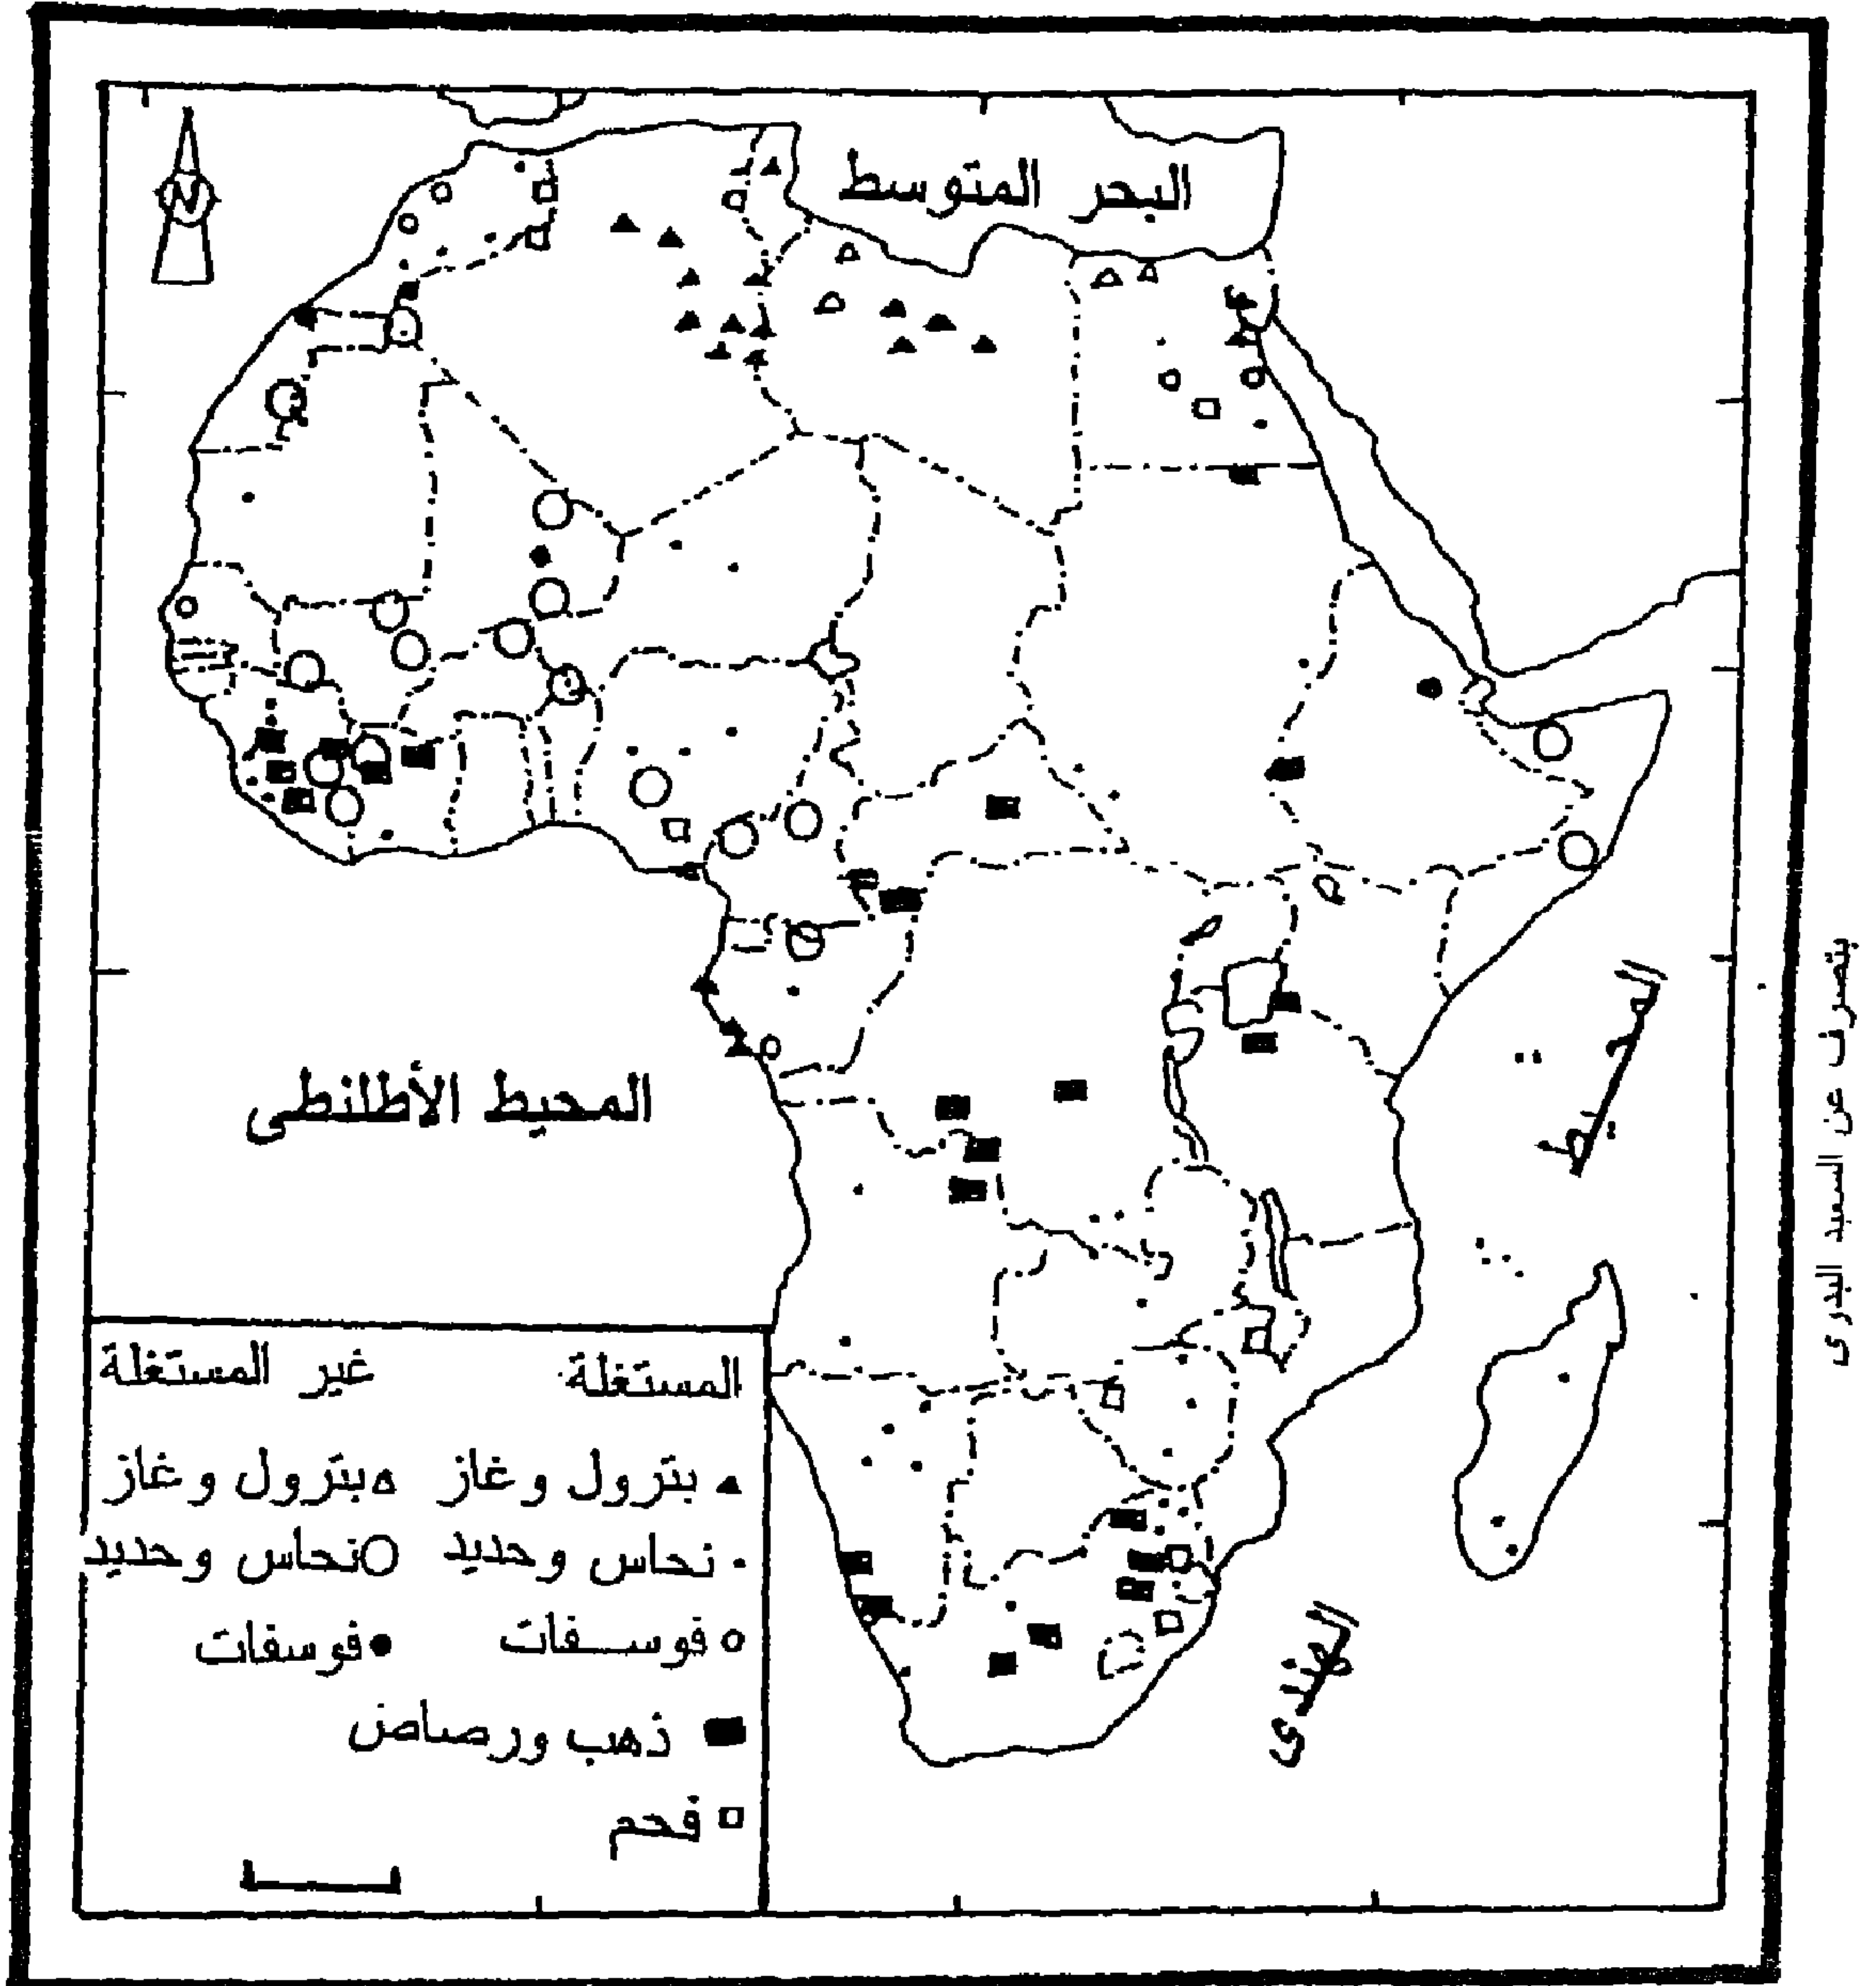 البحر المتوسط
N
المحيط الأطلنطى
المحيط
الهندى
المستغلة غير المستغلة
بترول وغاز بترول وغاز
نحاس وحديد نحاس وحديد
فوسفات فوسفات
ذهب ورصاص
فحم
بتصرف عن السعيد البدوى